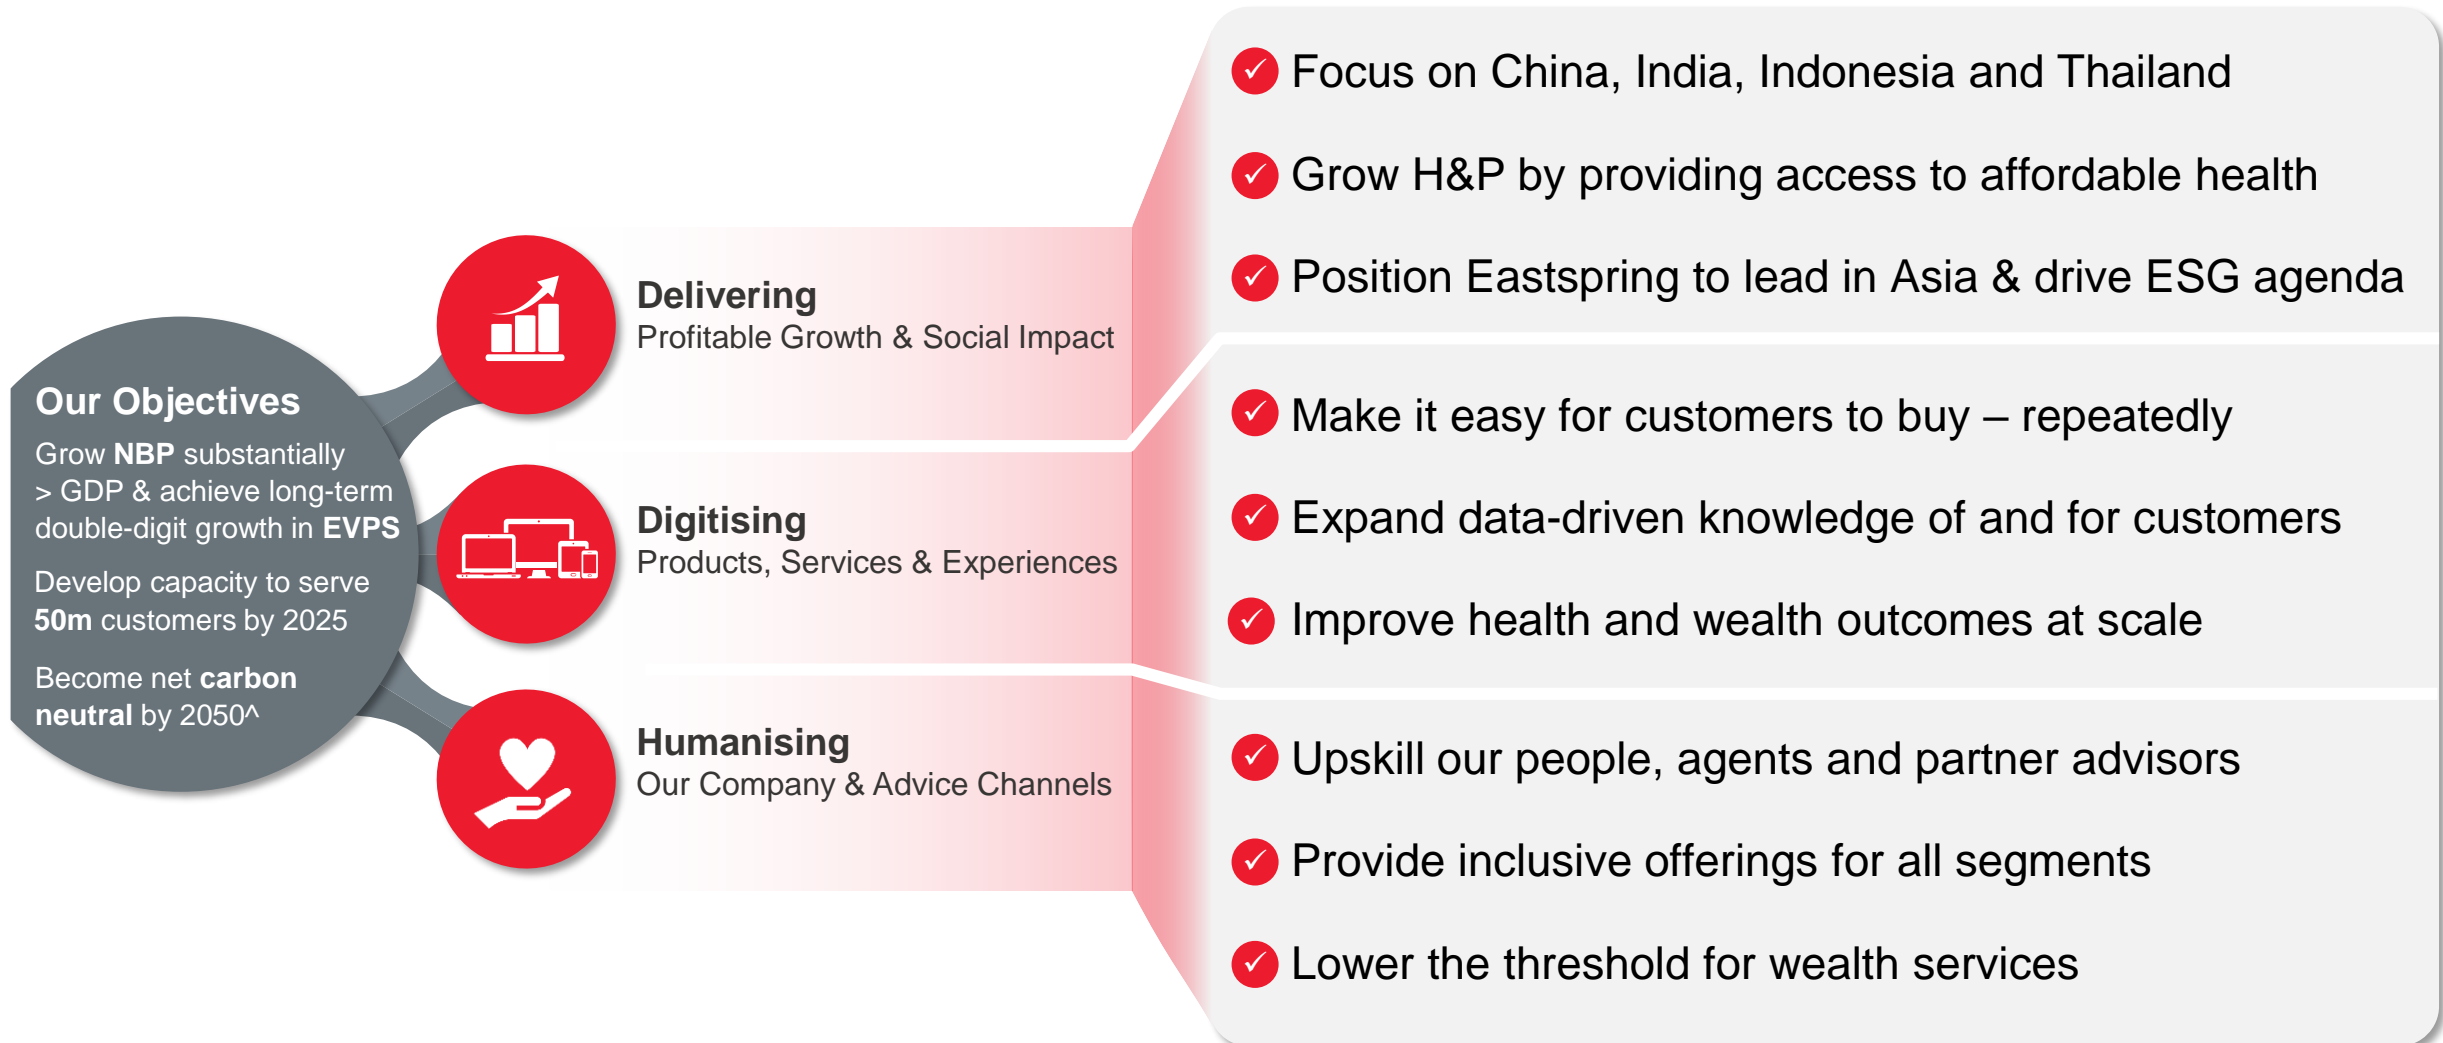 Our Objectives
Grow NBP substantially
> GDP & achieve long-term
double-digit growth in EVPS
Develop capacity to serve
50m customers by 2025
Become net carbon
neutral by 2050^
Delivering
Profitable Growth & Social Impact
Focus on China, India, Indonesia and Thailand
Grow H&P by providing access to affordable health
Position Eastspring to lead in Asia & drive ESG agenda
Digitising
Products, Services & Experiences
Make it easy for customers to buy – repeatedly
Expand data-driven knowledge of and for customers
Improve health and wealth outcomes at scale
Humanising
Our Company & Advice Channels
Upskill our people, agents and partner advisors
Provide inclusive offerings for all segments
Lower the threshold for wealth services